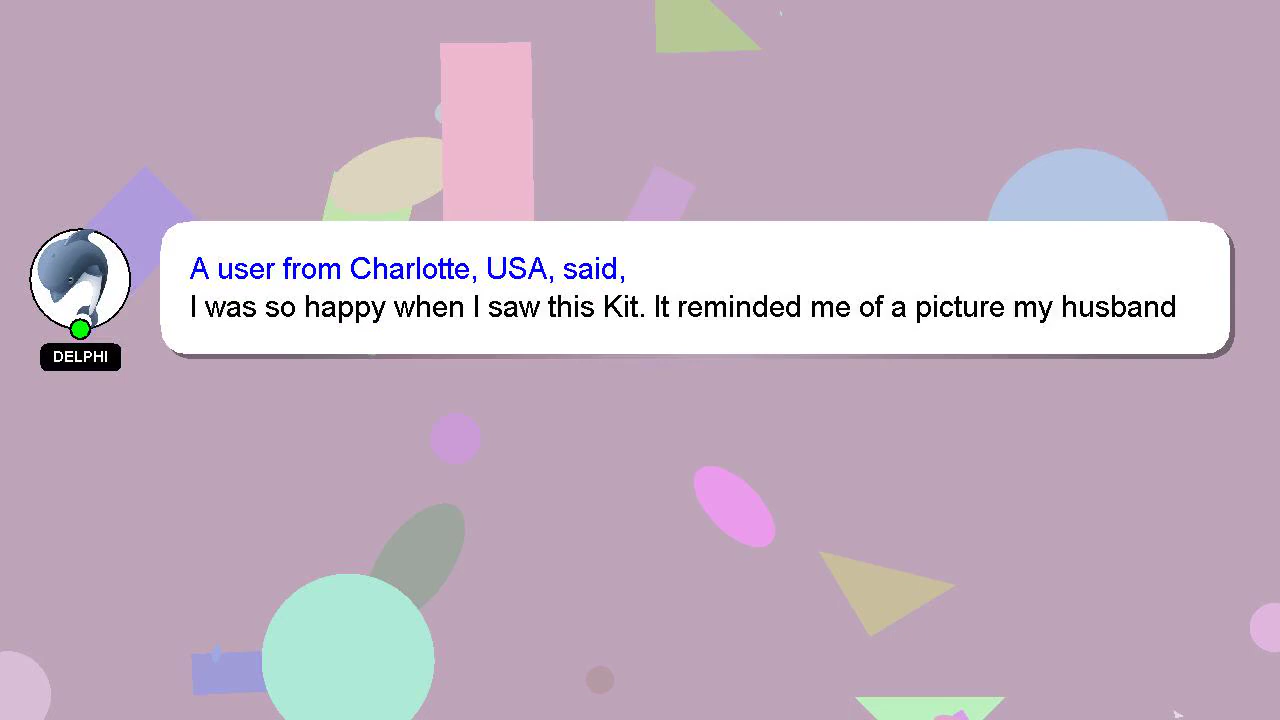 A user from Charlotte, USA, said,
I was so happy when I saw this Kit. It reminded me of a picture my husband
DELPHI